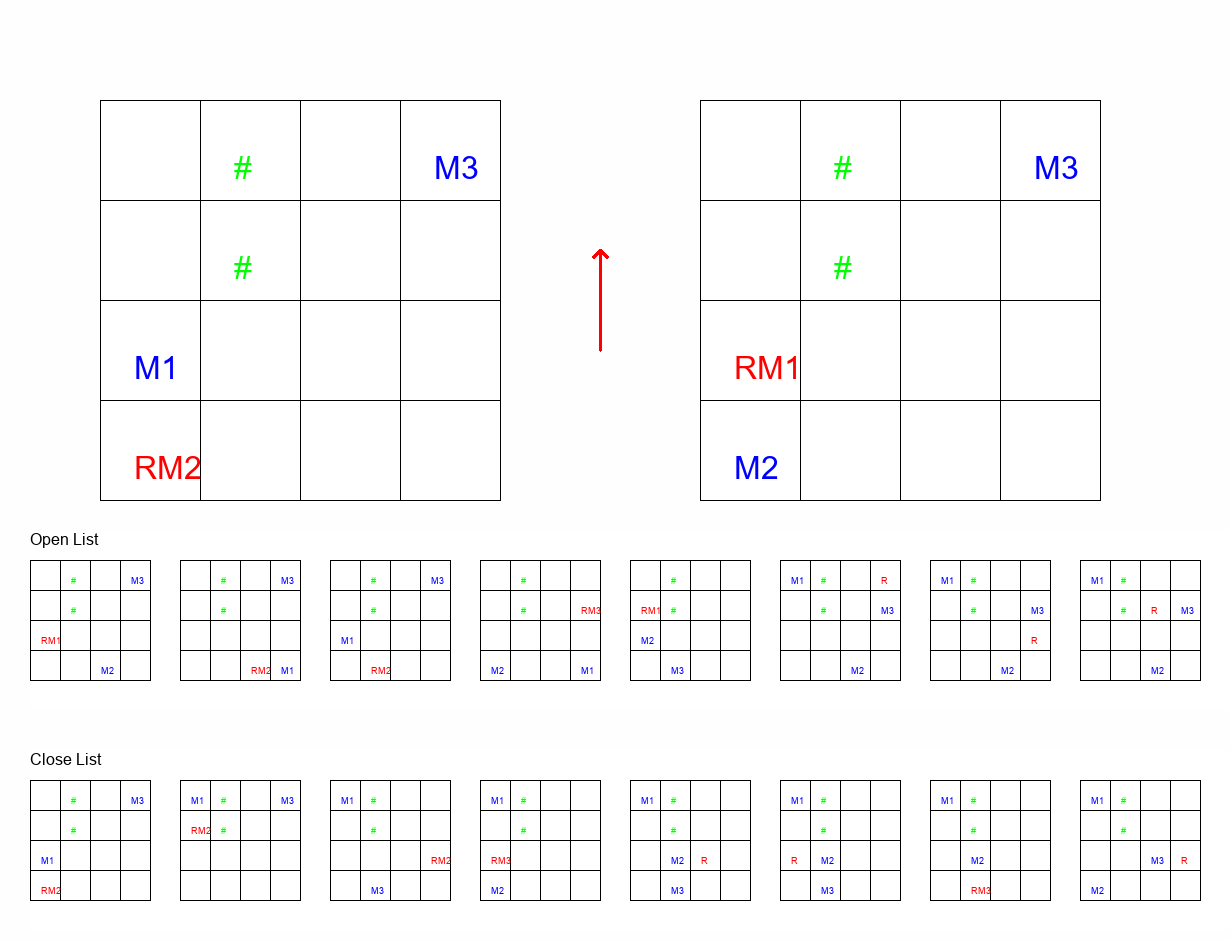 # M3 # M3
# #
M1 RM1
RM2 M2
Open List
# M3 # M3 # M3 # # M1 # R M1 # M1 #
# # # # RM3 RM1 # # M3 # M3 # R M3
RM1 M1 M2 R
M2 RM2 M1 RM2 M2 M1 M3 M2 M2 M2
Close List
# M3 M1 # M3 M1 # M1 # M1 # M1 # M1 # M1 #
# RM2 # # # # # # #
M1 RM2 RM3 M2 R R M2 M2 M3 R
RM2 M3 M2 M3 M3 RM3 M2